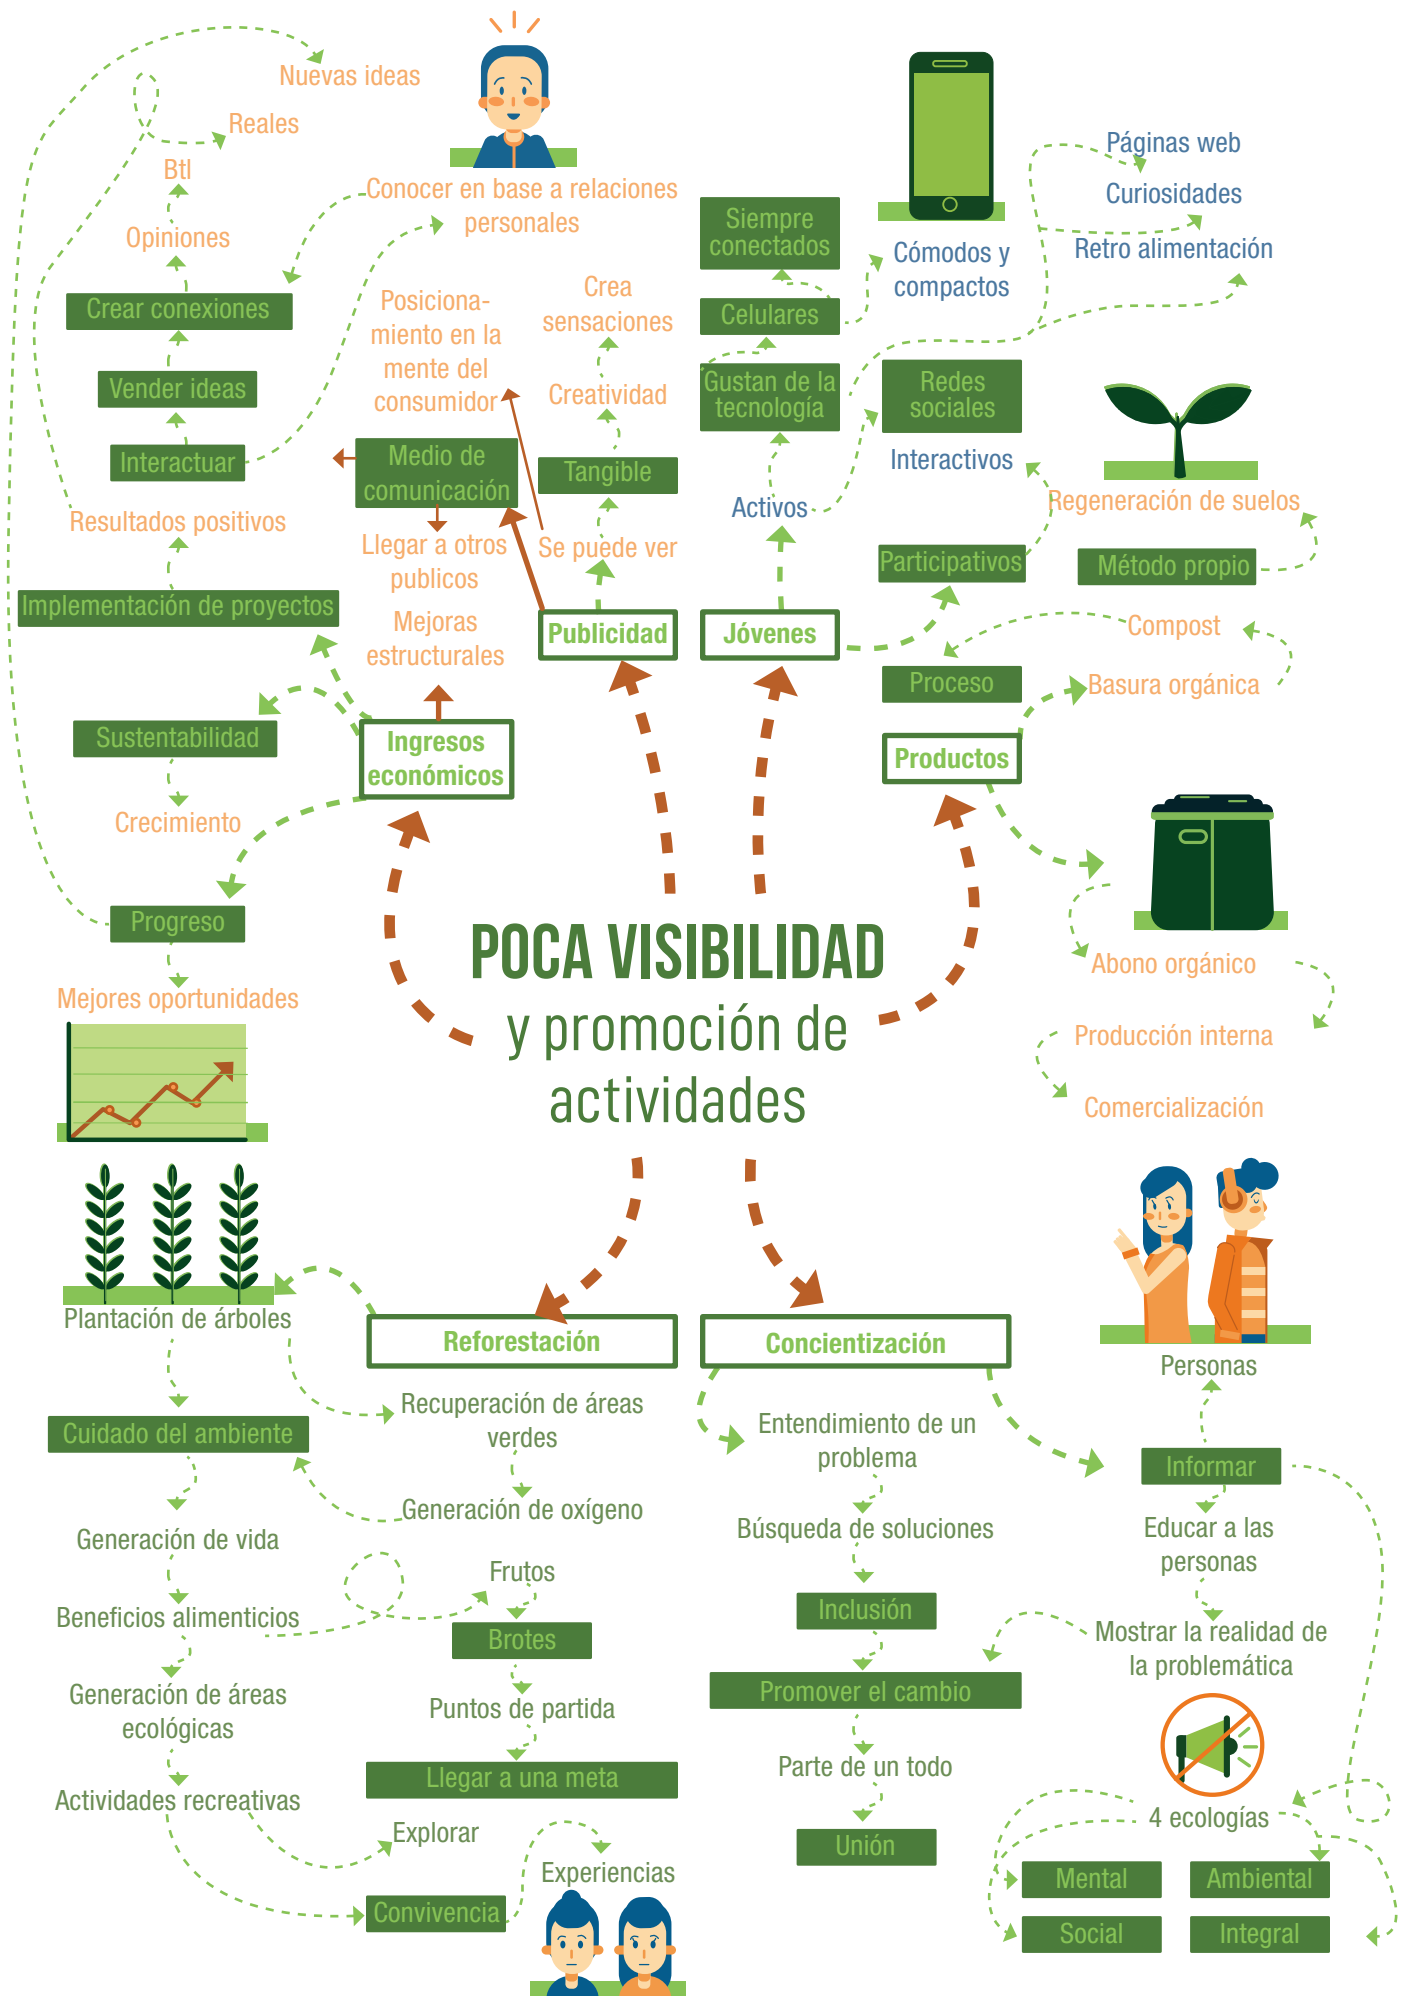 Nuevas ideas
Reales
Btl
Opiniones
Crear conexiones
Vender ideas
Interactuar
Resultados positivos
Implementación de proyectos
Conocer en base a relaciones
personales
Posiciona-
miento en la
mente del
consumidor
Medio de
comunicación
Llegar a otros
publicos
Crea
sensaciones
Creatividad
Tangible
Se puede ver
Publicidad
Mejoras
estructurales
Ingresos
económicos
Sustentabilidad
Crecimiento
Progreso
Mejores oportunidades
Siempre
conectados
Celulares
Gustan de la
tecnología
Activos
Jóvenes
Cómodos y
compactos
Redes
sociales
Interactivos
Participativos
Páginas web
Curiosidades
Retro alimentación
Regeneración de suelos
Método propio
Compost
Proceso
Basura orgánica
Productos
Abono orgánico
Producción interna
Comercialización
POCA VISIBILIDAD
y promoción de
actividades
Plantación de árboles
Reforestación
Recuperación de áreas
verdes
Cuidado del ambiente
Generación de oxígeno
Generación de vida
Frutos
Beneficios alimenticios
Brotes
Generación de áreas
ecológicas
Puntos de partida
Llegar a una meta
Actividades recreativas
Explorar
Experiencias
Convivencia
Concientización
Entendimiento de un
problema
Búsqueda de soluciones
Inclusión
Promover el cambio
Parte de un todo
Unión
Personas
Informar
Educar a las
personas
Mostrar la realidad de
la problemática
4 ecologías
Mental
Ambiental
Social
Integral